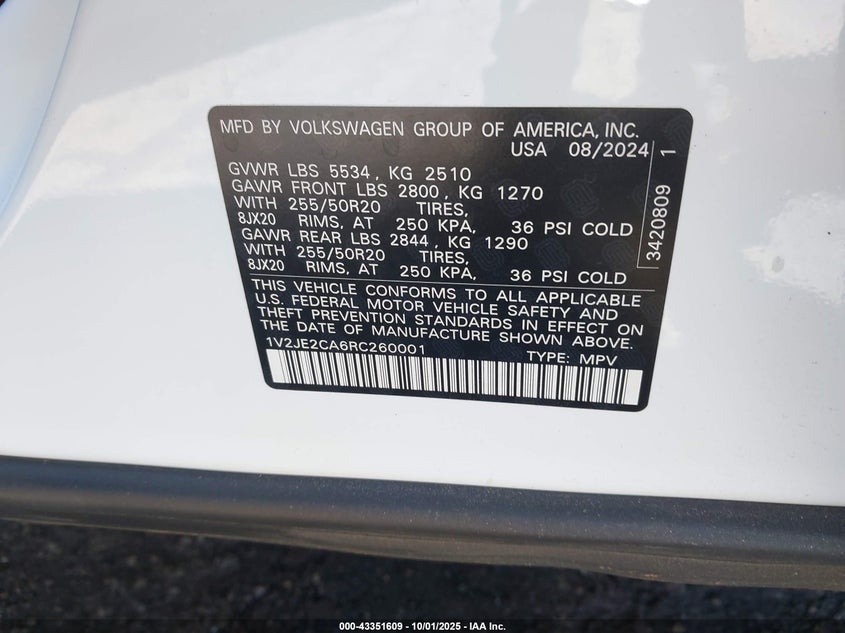 MFD BY VOLKSWAGEN GROUP OF AMERICA, INC.
USA 08/2024
GVWR LBS 5534 , KG 2510
GAWR FRONT LBS 2800 , KG 1270
WITH 255/50R20 TIRES,
8JX20 RIMS, AT 250 KPA, 36 PSI COLD
GAWR REAR LBS 2844 , KG 1290
WITH 255/50R20 TIRES,
8JX20 RIMS, AT 250 KPA, 36 PSI COLD
THIS VEHICLE CONFORMS TO ALL APPLICABLE
U.S. FEDERAL MOTOR VEHICLE SAFETY AND
THEFT PREVENTION STANDARDS IN EFFECT ON
THE DATE OF MANUFACTURE SHOWN ABOVE.
1V2JE2CA6RC260001 TYPE: MPV
3420809 1
000-43351609 - 10/01/2025 - IAA Inc.